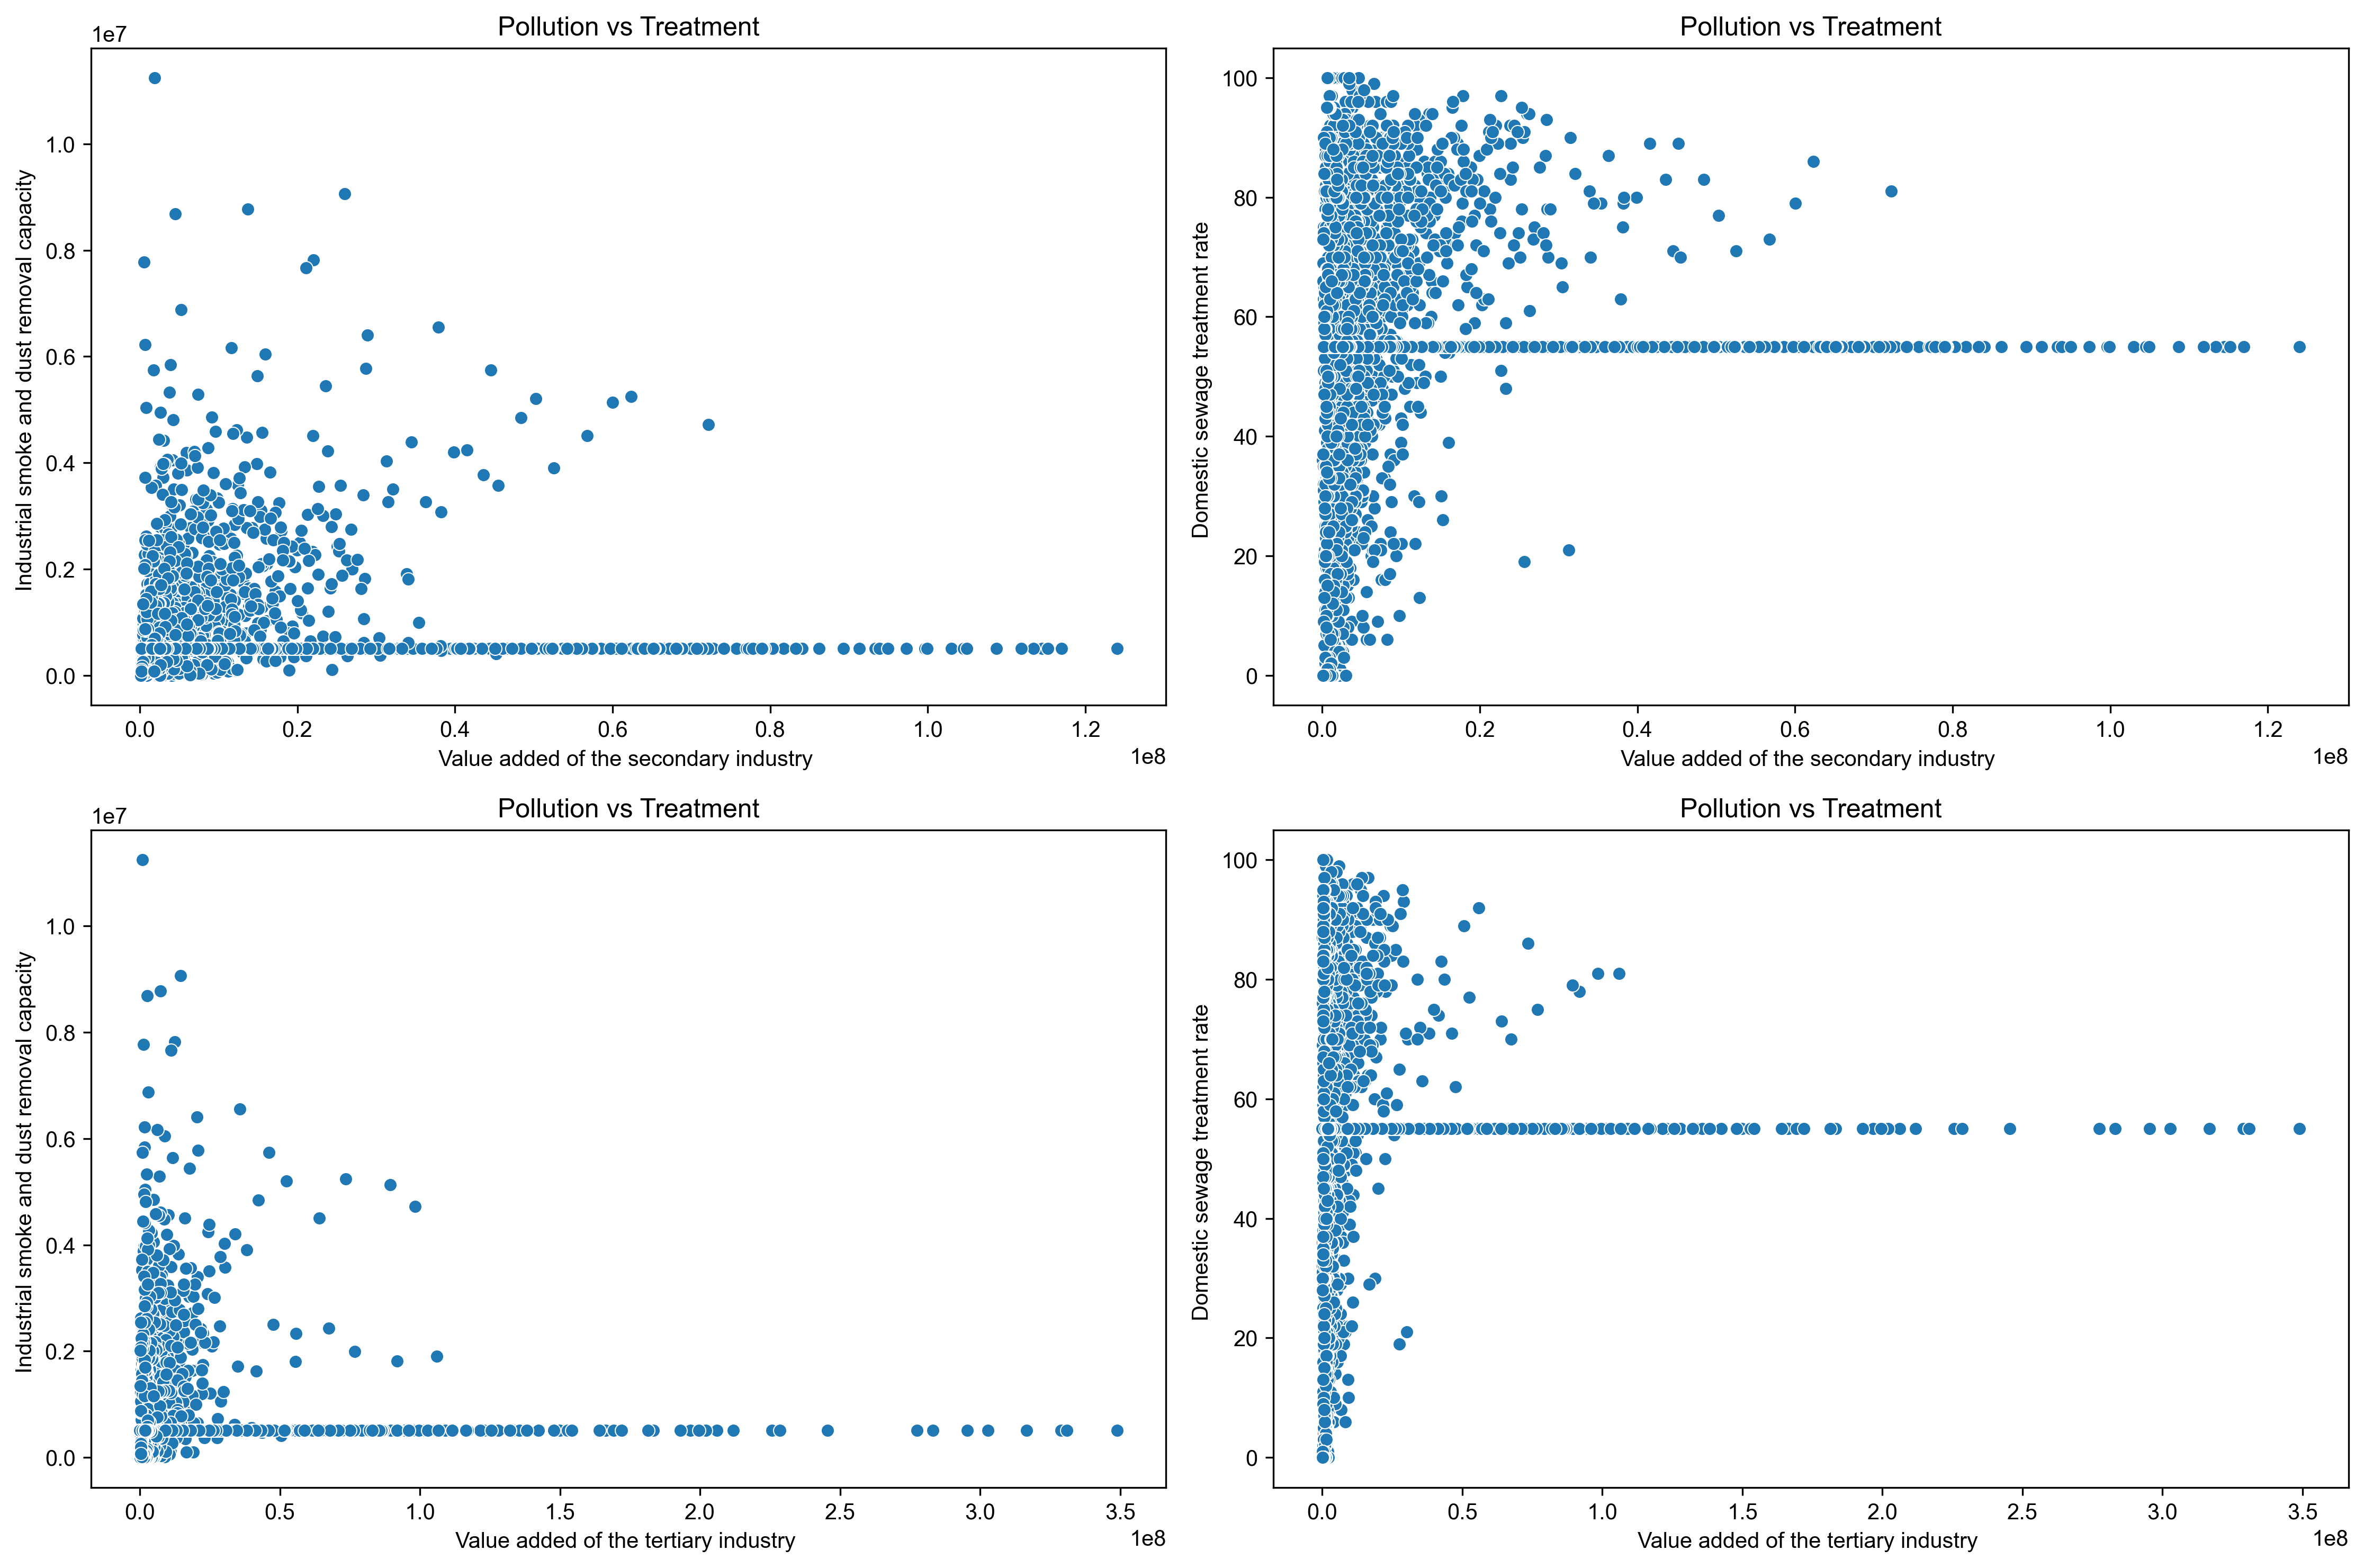 Pollution vs Treatment
1e7
1.0
0.8
0.6
0.4
0.2
0.0
Industrial smoke and dust removal capacity
0.0 0.2 0.4 0.6 0.8 1.0 1.2
Value added of the secondary industry
1e8
Pollution vs Treatment
100
80
60
40
20
0
Domestic sewage treatment rate
0.0 0.2 0.4 0.6 0.8 1.0 1.2
Value added of the secondary industry
1e8
Pollution vs Treatment
1e7
1.0
0.8
0.6
0.4
0.2
0.0
Industrial smoke and dust removal capacity
0.0 0.5 1.0 1.5 2.0 2.5 3.0 3.5
Value added of the tertiary industry
1e8
Pollution vs Treatment
100
80
60
40
20
0
Domestic sewage treatment rate
0.0 0.5 1.0 1.5 2.0 2.5 3.0 3.5
Value added of the tertiary industry
1e8